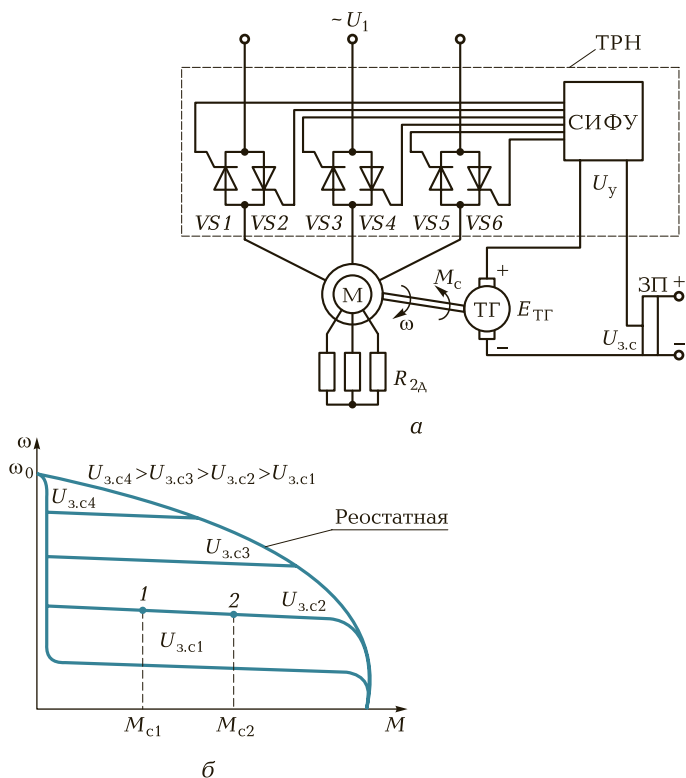 ~U₁
ТРН
СИФУ
Uу
VS1 VS2 VS3 VS4 VS5 VS6
М
Mс
ω
+
ТГ
−
EТГ
ЗП +
Uз.с
−
R2д
а
ω
ω₀
Uз.с4>Uз.с3>Uз.с2>Uз.с1
Uз.с4
Реостатная
Uз.с3
1 2 Uз.с2
Uз.с1
Mс1 Mс2 M
б